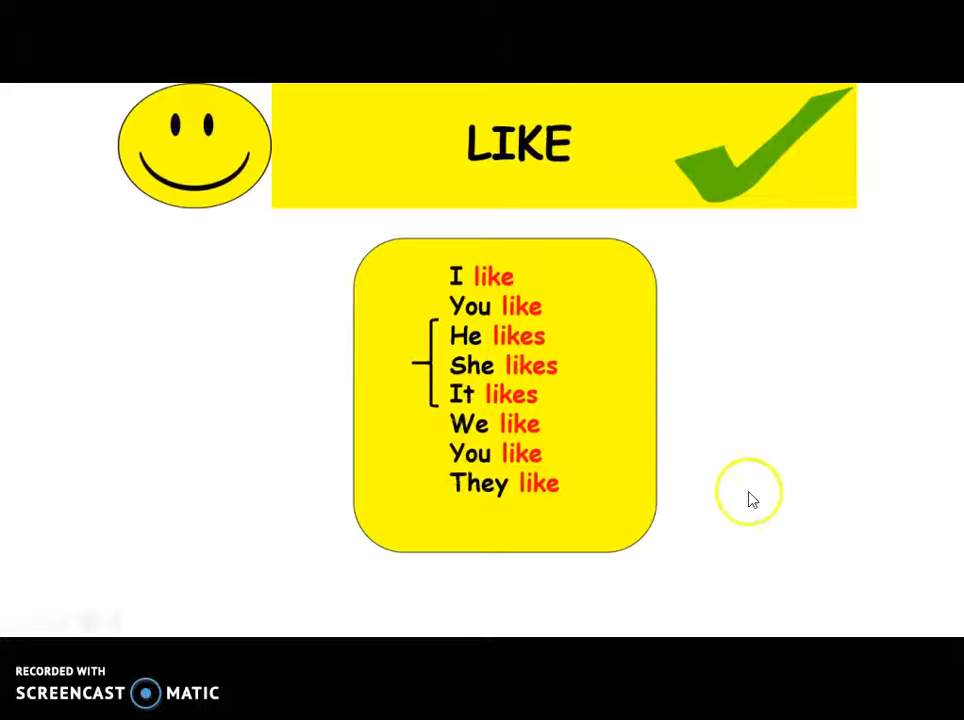 LIKE
I like
You like
He likes
She likes
It likes
We like
You like
They like
RECORDED WITH
SCREENCAST MATIC